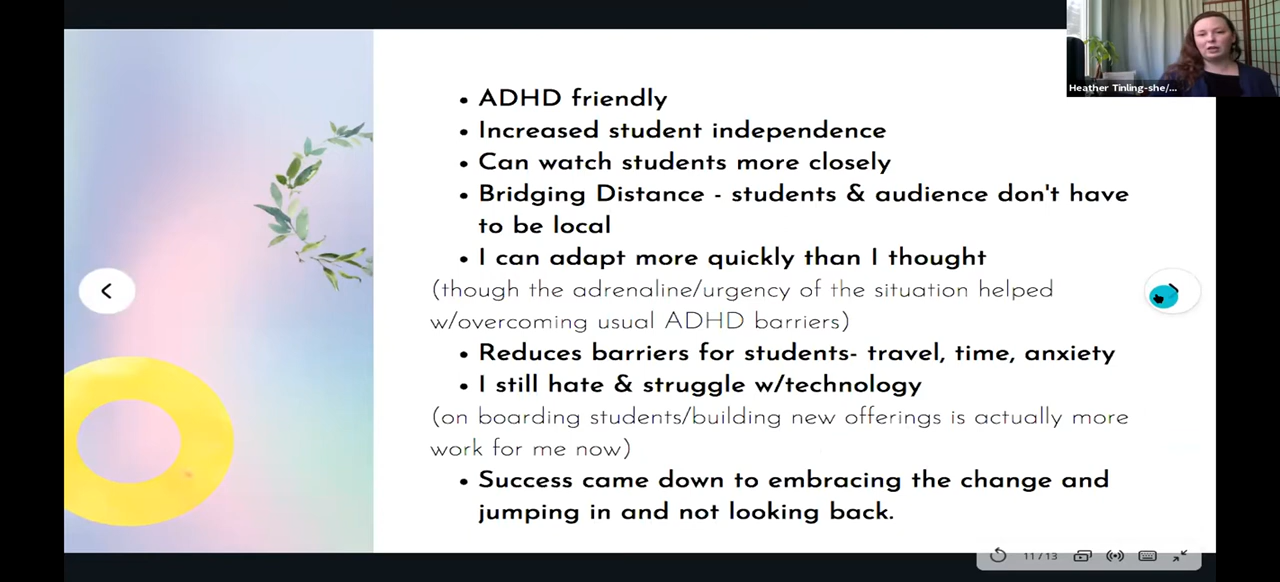 Heather Tinling-she/...
• ADHD friendly
• Increased student independence
• Can watch students more closely
• Bridging Distance - students & audience don't have
to be local
• I can adapt more quickly than I thought
(though the adrenaline/urgency of the situation helped
w/overcoming usual ADHD barriers)
• Reduces barriers for students- travel, time, anxiety
• I still hate & struggle w/technology
(on boarding students/building new offerings is actually more
work for me now)
• Success came down to embracing the change and
jumping in and not looking back.
11/13